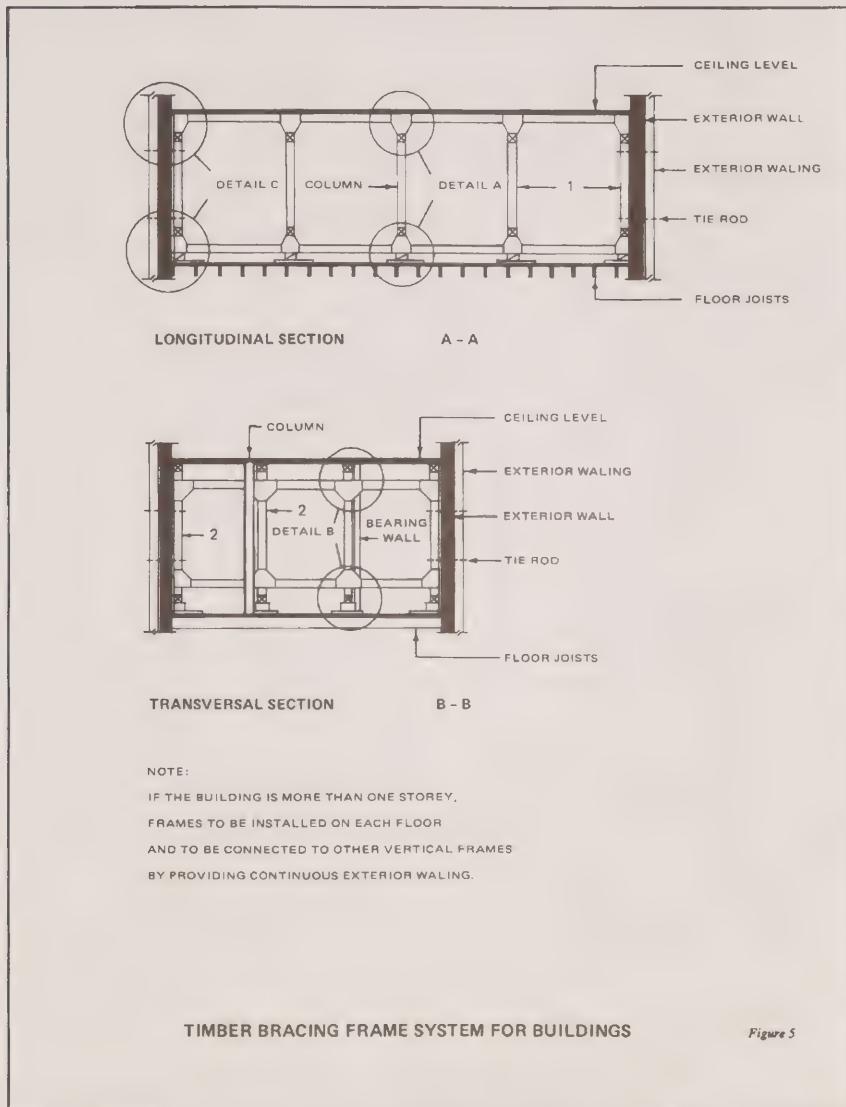 CEILING LEVEL
EXTERIOR WALL
EXTERIOR WALING
DETAIL C
COLUMN
DETAIL A
1
TIE ROD
FLOOR JOISTS
LONGITUDINAL SECTION A - A
CEILING LEVEL
COLUMN
EXTERIOR WALING
2
EXTERIOR WALL
BEARING
WALL
DETAIL B
2
TIE ROD
FLOOR JOISTS
TRANSVERSAL SECTION B - B
NOTE:
IF THE BUILDING IS MORE THAN ONE STOREY,
FRAMES TO BE INSTALLED ON EACH FLOOR
AND TO BE CONNECTED TO OTHER VERTICAL FRAMES
BY PROVIDING CONTINUOUS EXTERIOR WALING.
TIMBER BRACING FRAME SYSTEM FOR BUILDINGS Figure 5